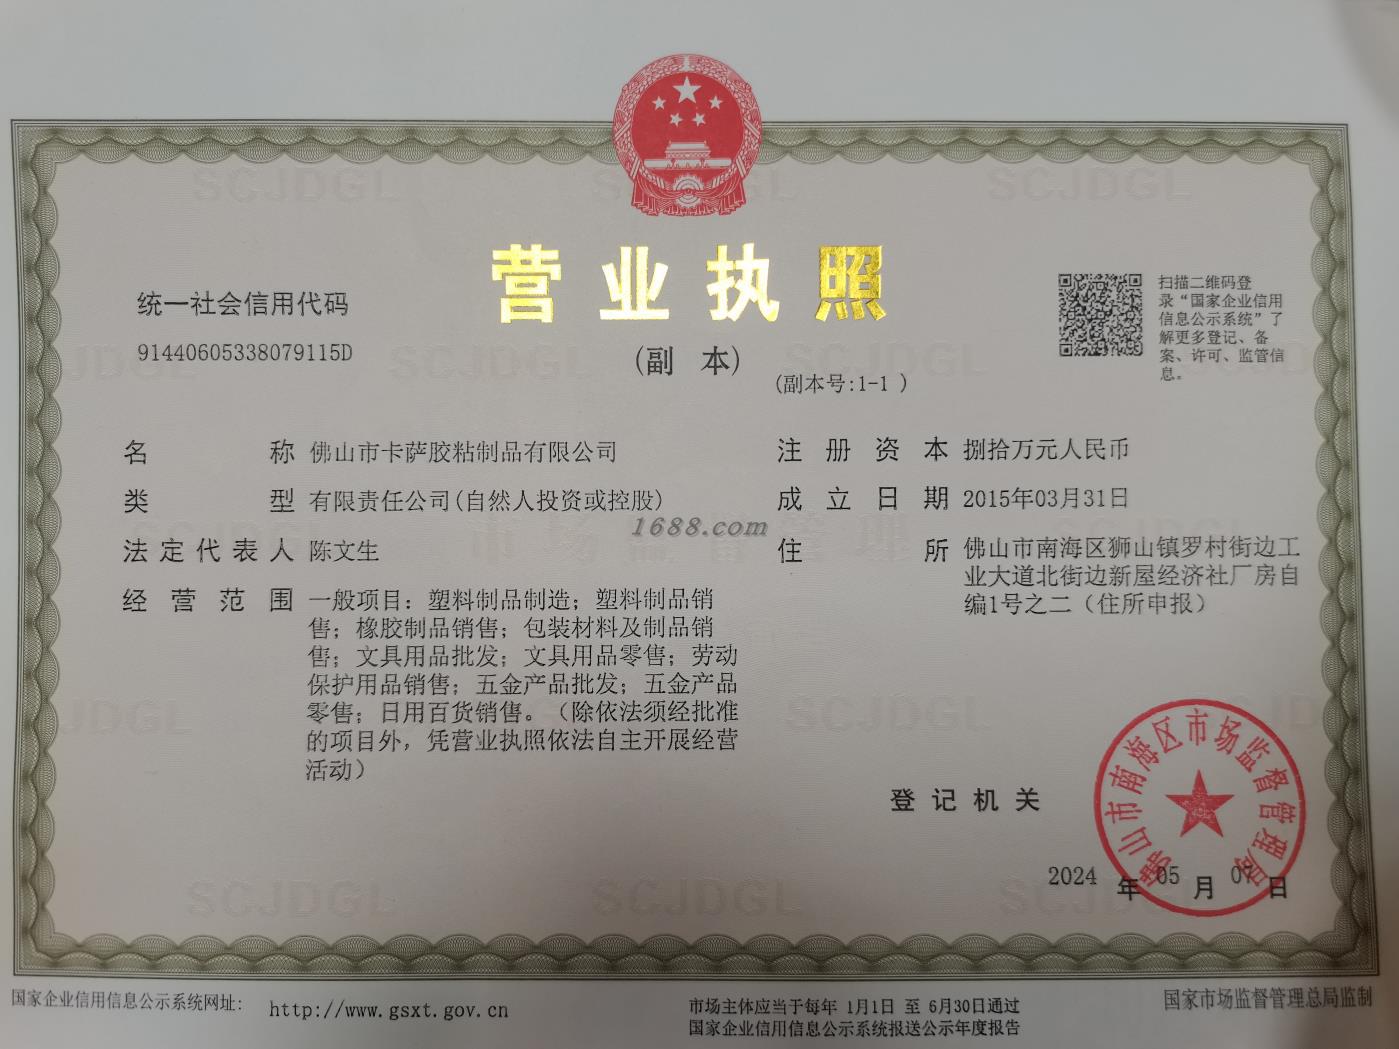 营业执照
(副 本)
(副本号:1-1 )
统一社会信用代码
91440605338079115D
扫描二维码登
录“国家企业信用
信息公示系统”了
解更多登记、备
案、许可、监管信
息。
名 称 佛山市卡萨胶粘制品有限公司
类 型 有限责任公司(自然人投资或控股)
法定代表人 陈文生
经营范围 一般项目：塑料制品制造；塑料制品销
售；橡胶制品销售；包装材料及制品销
售；文具用品批发；文具用品零售；劳动
保护用品销售；五金产品批发；五金产品
零售；日用百货销售。（除依法须经批准
的项目外，凭营业执照依法自主开展经营
活动）
注册资本 捌拾万元人民币
成立日期 2015年03月31日
住 所 佛山市南海区狮山镇罗村街边工
业大道北街边新屋经济社厂房自
编1号之二（住所申报）
1688.com
登记机关
佛山市南海区市场监督管理局
2024 年 05 月 07 日
国家企业信用信息公示系统网址: http://www.gsxt.gov.cn
市场主体应当于每年 1月1日 至 6月30日通过
国家企业信用信息公示系统报送公示年度报告
国家市场监督管理总局监制
SCJDGL
市场监督管理